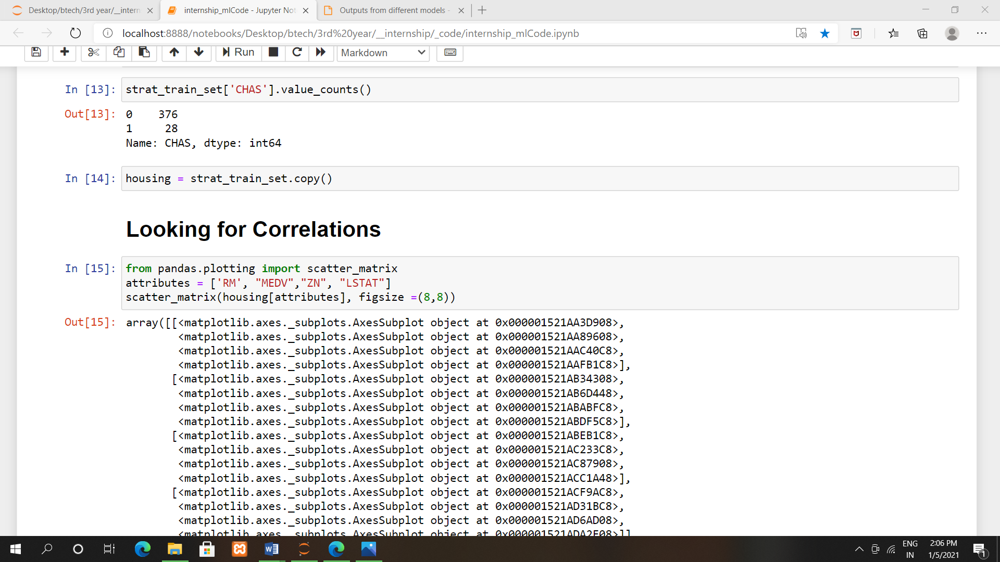 Desktop/btech/3rd year/__intern
internship_mlCode - Jupyter Not
Outputs from different models -
localhost:8888/notebooks/Desktop/btech/3rd%20year/__internship/_code/internship_mlCode.ipynb
Run
Markdown
In [13]: strat_train_set['CHAS'].value_counts()
Out[13]: 0    376
1     28
Name: CHAS, dtype: int64
In [14]: housing = strat_train_set.copy()
Looking for Correlations
In [15]: from pandas.plotting import scatter_matrix
attributes = ['RM', "MEDV","ZN", "LSTAT"]
scatter_matrix(housing[attributes], figsize =(8,8))
Out[15]: array([[<matplotlib.axes._subplots.AxesSubplot object at 0x000001521AA3D908>,
<matplotlib.axes._subplots.AxesSubplot object at 0x000001521AA89608>,
<matplotlib.axes._subplots.AxesSubplot object at 0x000001521AAC40C8>,
<matplotlib.axes._subplots.AxesSubplot object at 0x000001521AAFB1C8>],
[<matplotlib.axes._subplots.AxesSubplot object at 0x000001521AB34308>,
<matplotlib.axes._subplots.AxesSubplot object at 0x000001521AB6D448>,
<matplotlib.axes._subplots.AxesSubplot object at 0x000001521ABABFC8>,
<matplotlib.axes._subplots.AxesSubplot object at 0x000001521ABDF5C8>],
[<matplotlib.axes._subplots.AxesSubplot object at 0x000001521ABEB1C8>,
<matplotlib.axes._subplots.AxesSubplot object at 0x000001521AC233C8>,
<matplotlib.axes._subplots.AxesSubplot object at 0x000001521AC87908>,
<matplotlib.axes._subplots.AxesSubplot object at 0x000001521ACC1A48>],
[<matplotlib.axes._subplots.AxesSubplot object at 0x000001521ACF9AC8>,
<matplotlib.axes._subplots.AxesSubplot object at 0x000001521AD31BC8>,
<matplotlib.axes._subplots.AxesSubplot object at 0x000001521AD6AD08>,
<matplotlib.axes._subplots.AxesSubplot object at
ENG
IN
2:06 PM
1/5/2021
1